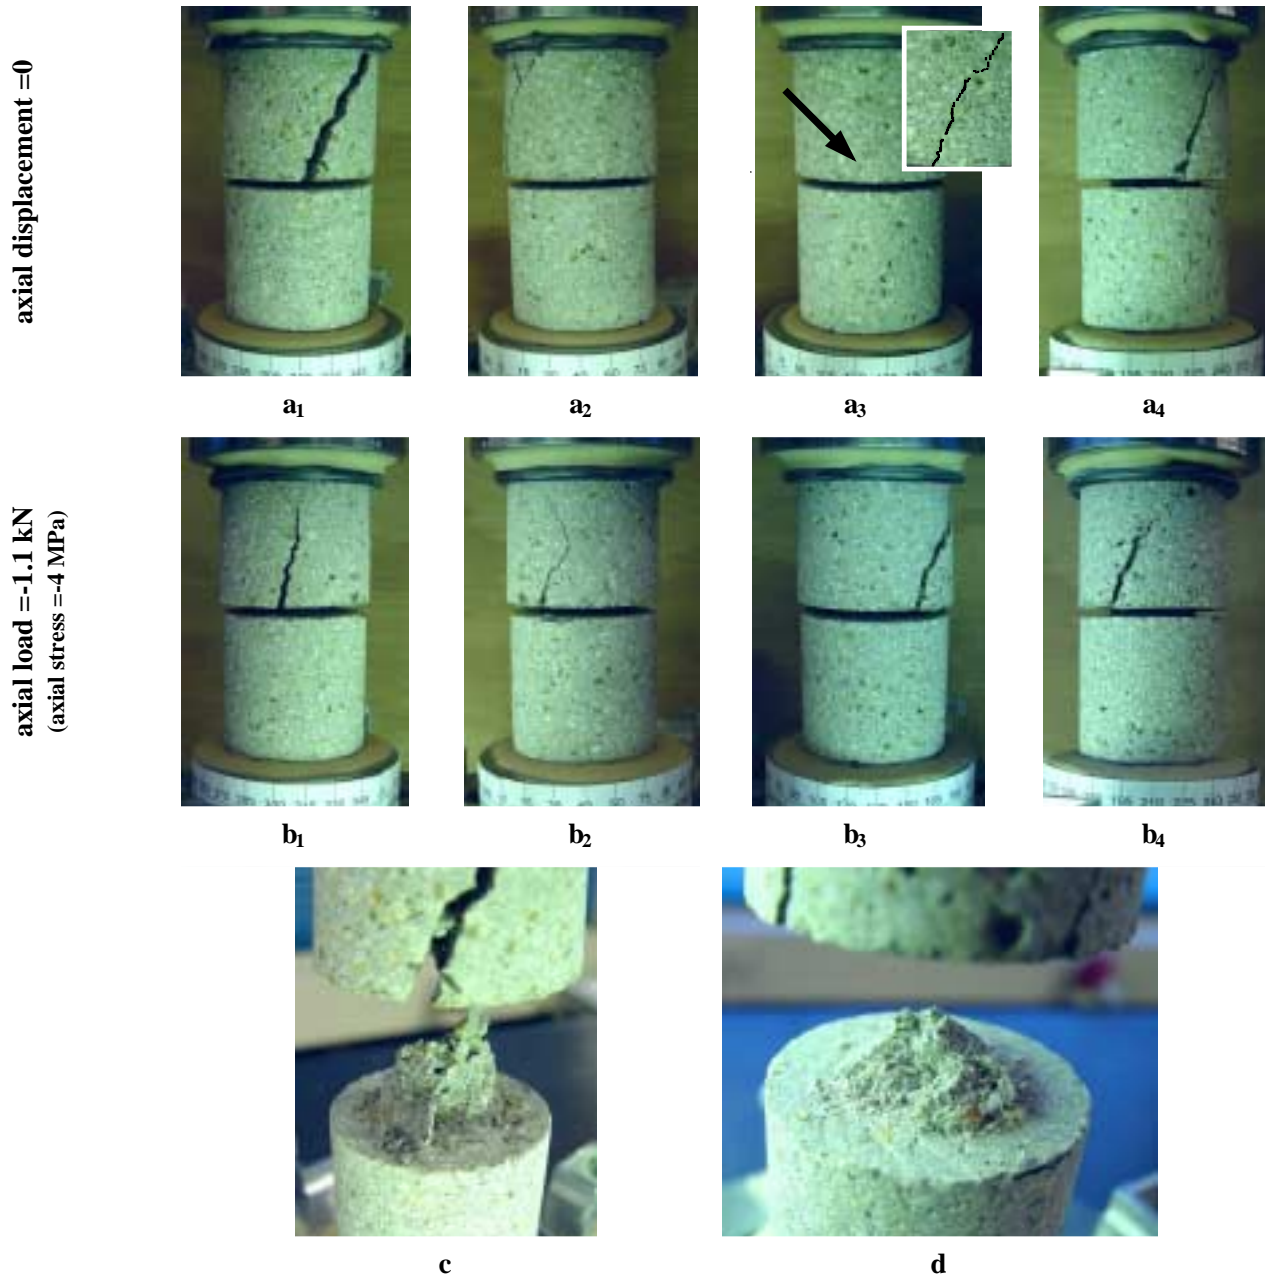 axial displacement =0
a1 a2 a3 a4
axial load =-1.1 kN
(axial stress =-4 MPa)
b1 b2 b3 b4
c d